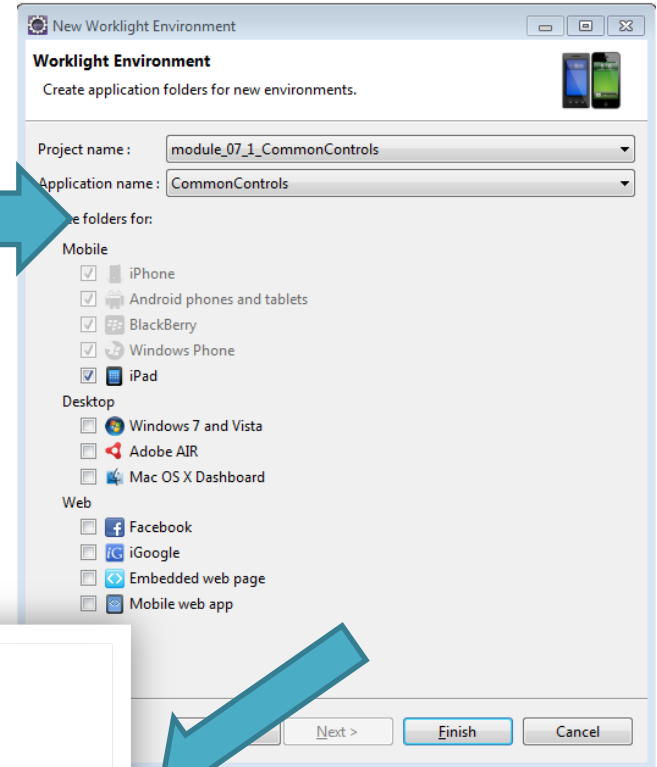 New Worklight Environment
Worklight Environment
Create application folders for new environments.
Project name : module_07_1_CommonControls
Application name : CommonControls
folders for:
Mobile
iPhone
Android phones and tablets
BlackBerry
Windows Phone
iPad
Desktop
Windows 7 and Vista
Adobe AIR
Mac OS X Dashboard
Web
Facebook
iGoogle
Embedded web page
Mobile web app
Next > Finish Cancel